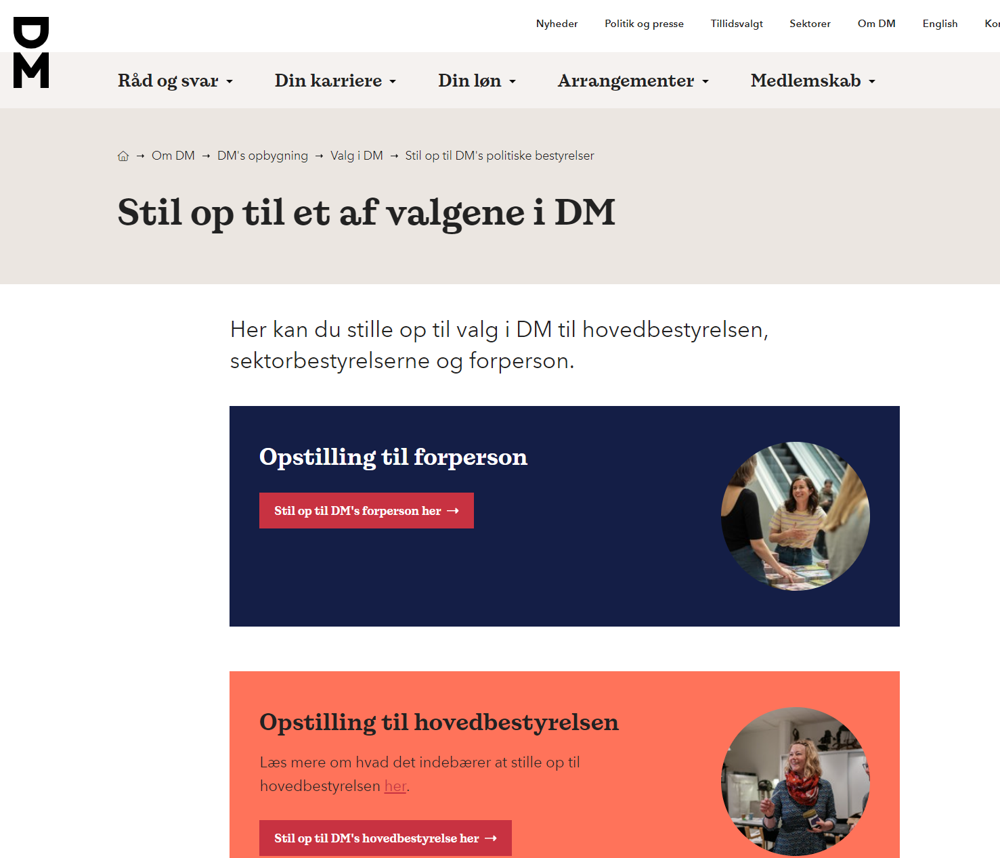 DM
Nyheder Politik og presse Tillidsvalgt Sektorer Om DM English
Råd og svar Din karriere Din løn Arrangementer Medlemskab
Om DM → DM's opbygning → Valg i DM → Stil op til DM's politiske bestyrelser
Stil op til et af valgene i DM
Her kan du stille op til valg i DM til hovedbestyrelsen,
sektorbestyrelserne og forperson.
Opstilling til forperson
Stil op til DM's forperson her →
Opstilling til hovedbestyrelsen
Læs mere om hvad det indebærer at stille op til
hovedbestyrelsen her.
Stil op til DM's hovedbestyrelse her →